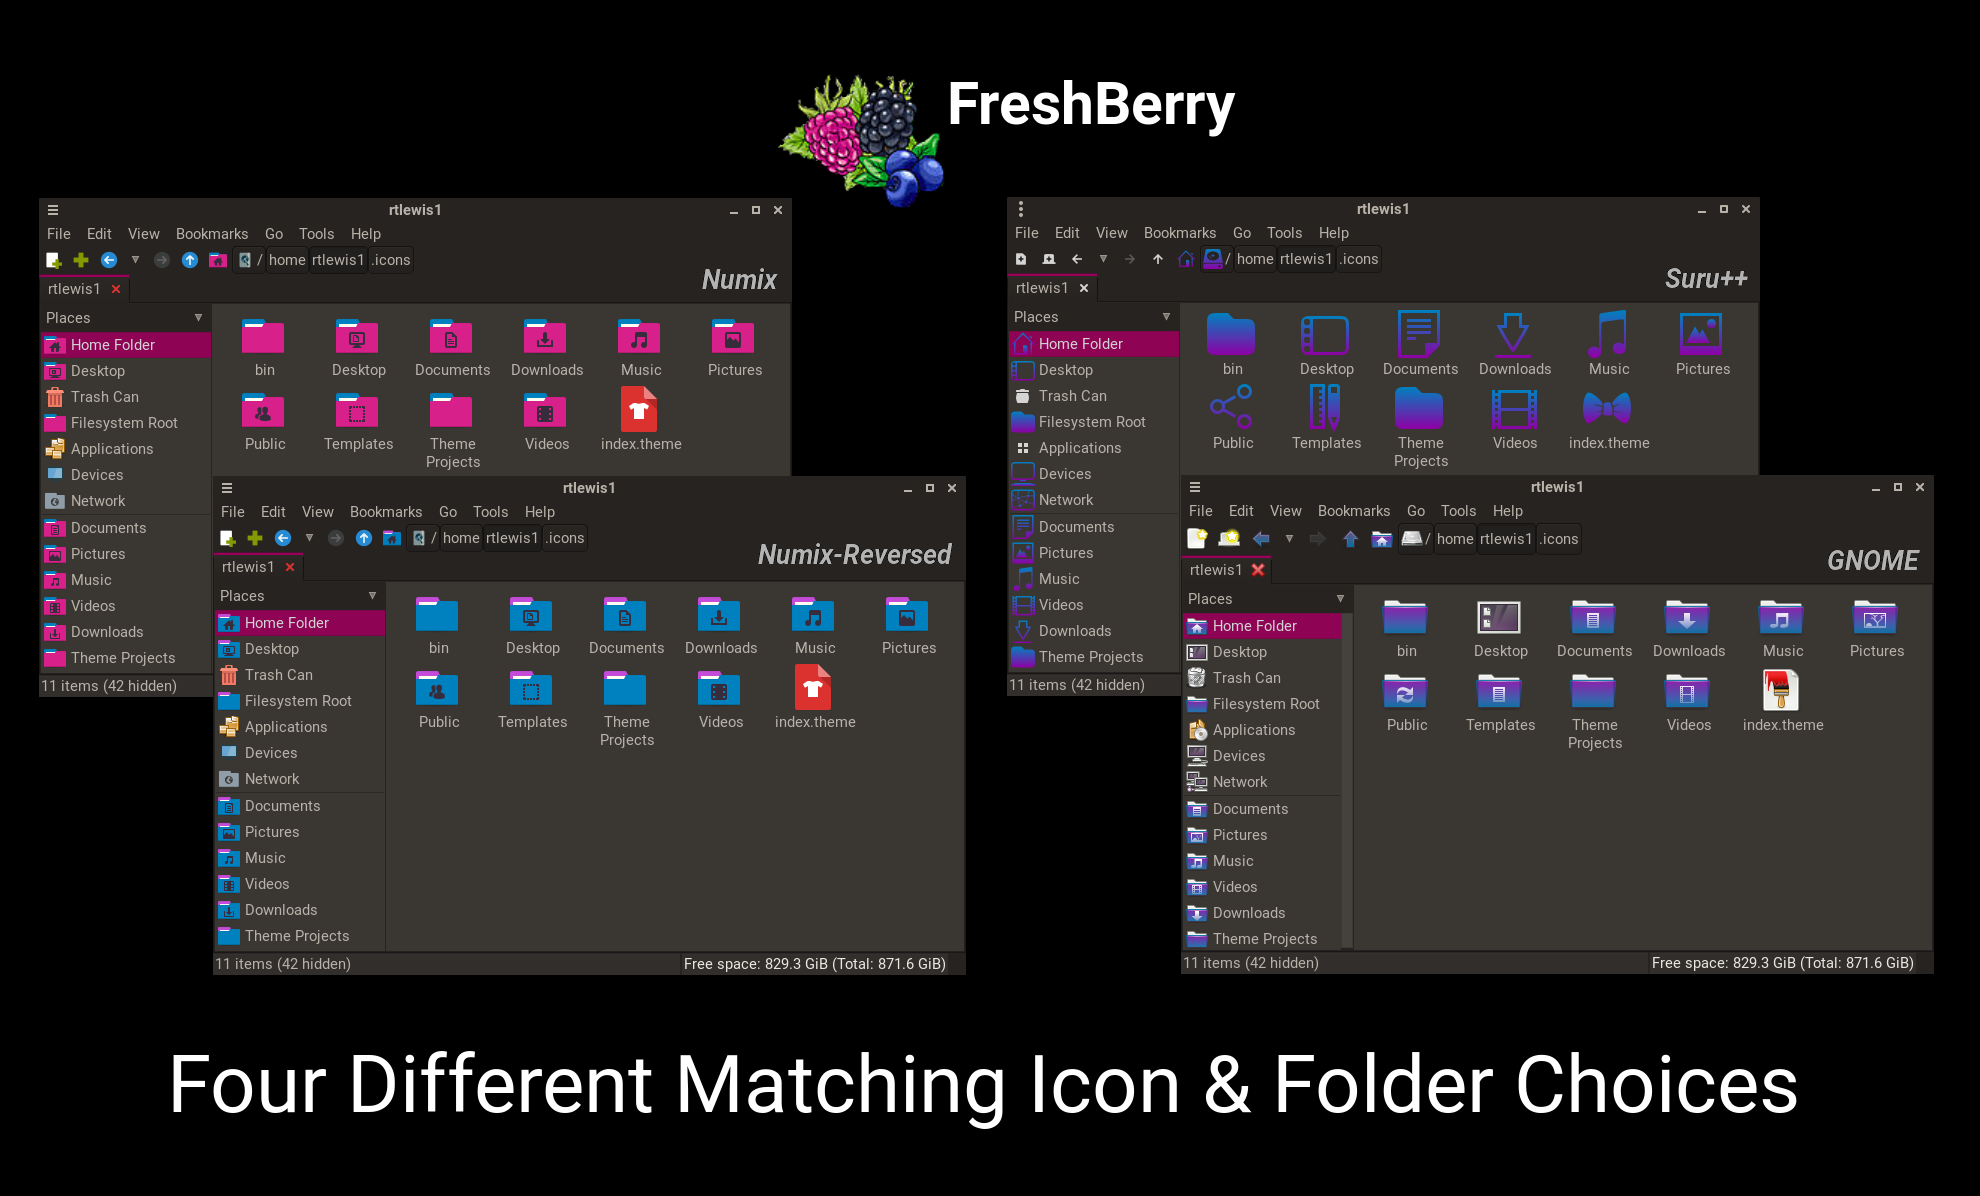 FreshBerry
rtlewis1
File Edit View Bookmarks Go Tools Help
/ home rtlewis1 .icons
Numix
rtlewis1
Places
Home Folder
Desktop
Trash Can
Filesystem Root
Applications
Devices
Network
Documents
Pictures
Music
Videos
Downloads
Theme Projects
11 items (42 hidden)
bin Desktop Documents Downloads Music Pictures
Public Templates Theme Projects Videos index.theme
rtlewis1
File Edit View Bookmarks Go Tools Help
/ home rtlewis1 .icons
Numix-Reversed
rtlewis1
Places
Home Folder
Desktop
Trash Can
Filesystem Root
Applications
Devices
Network
Documents
Pictures
Music
Videos
Downloads
Theme Projects
bin Desktop Documents Downloads Music Pictures
Public Templates Theme Projects Videos index.theme
11 items (42 hidden)
Free space: 829.3 GiB (Total: 871.6 GiB)
rtlewis1
File Edit View Bookmarks Go Tools Help
/ home rtlewis1 .icons
Suru++
rtlewis1
Places
Home Folder
Desktop
Trash Can
Filesystem Root
Applications
Devices
Network
Documents
Pictures
Music
Videos
Downloads
Theme Projects
11 items (42 hidden)
bin Desktop Documents Downloads Music Pictures
Public Templates Theme Projects Videos index.theme
rtlewis1
File Edit View Bookmarks Go Tools Help
/ home rtlewis1 .icons
GNOME
rtlewis1
Places
Home Folder
Desktop
Trash Can
Filesystem Root
Applications
Devices
Network
Documents
Pictures
Music
Videos
Downloads
Theme Projects
bin Desktop Documents Downloads Music Pictures
Public Templates Theme Projects Videos index.theme
11 items (42 hidden)
Free space: 829.3 GiB (Total: 871.6 GiB)
Four Different Matching Icon & Folder Choices